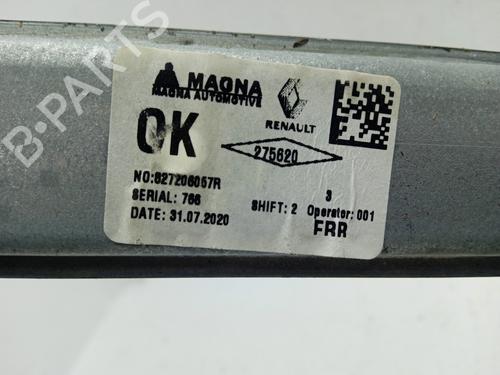 MAGNA
MAGNA AUTOMOTIVE
RENAULT
OK
275620
NO:827206067R
SERIAL: 766
DATE: 31.07.2020
SHIFT: 2
3
Operator: 001
FRR
B-PARTS